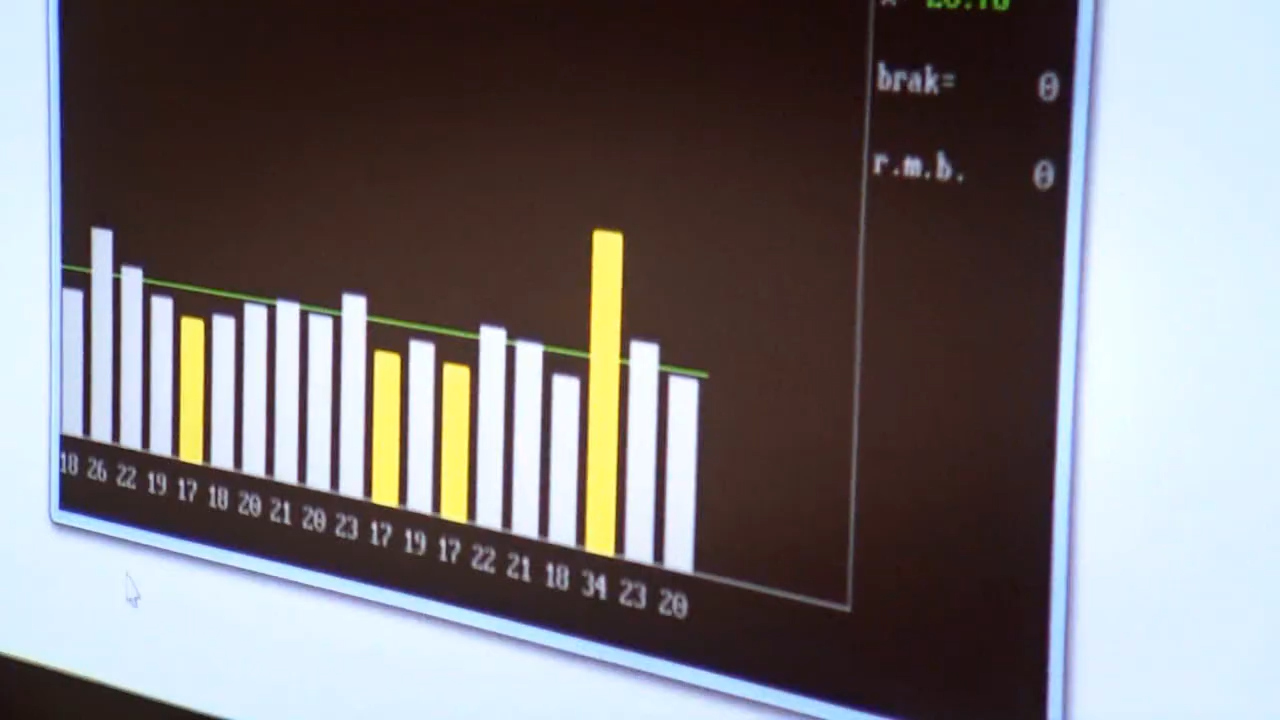 brak= 0
r.m.b. 0
18 26 22 19 17 18 20 21 20 23 17 19 17 22 21 18 34 23 20